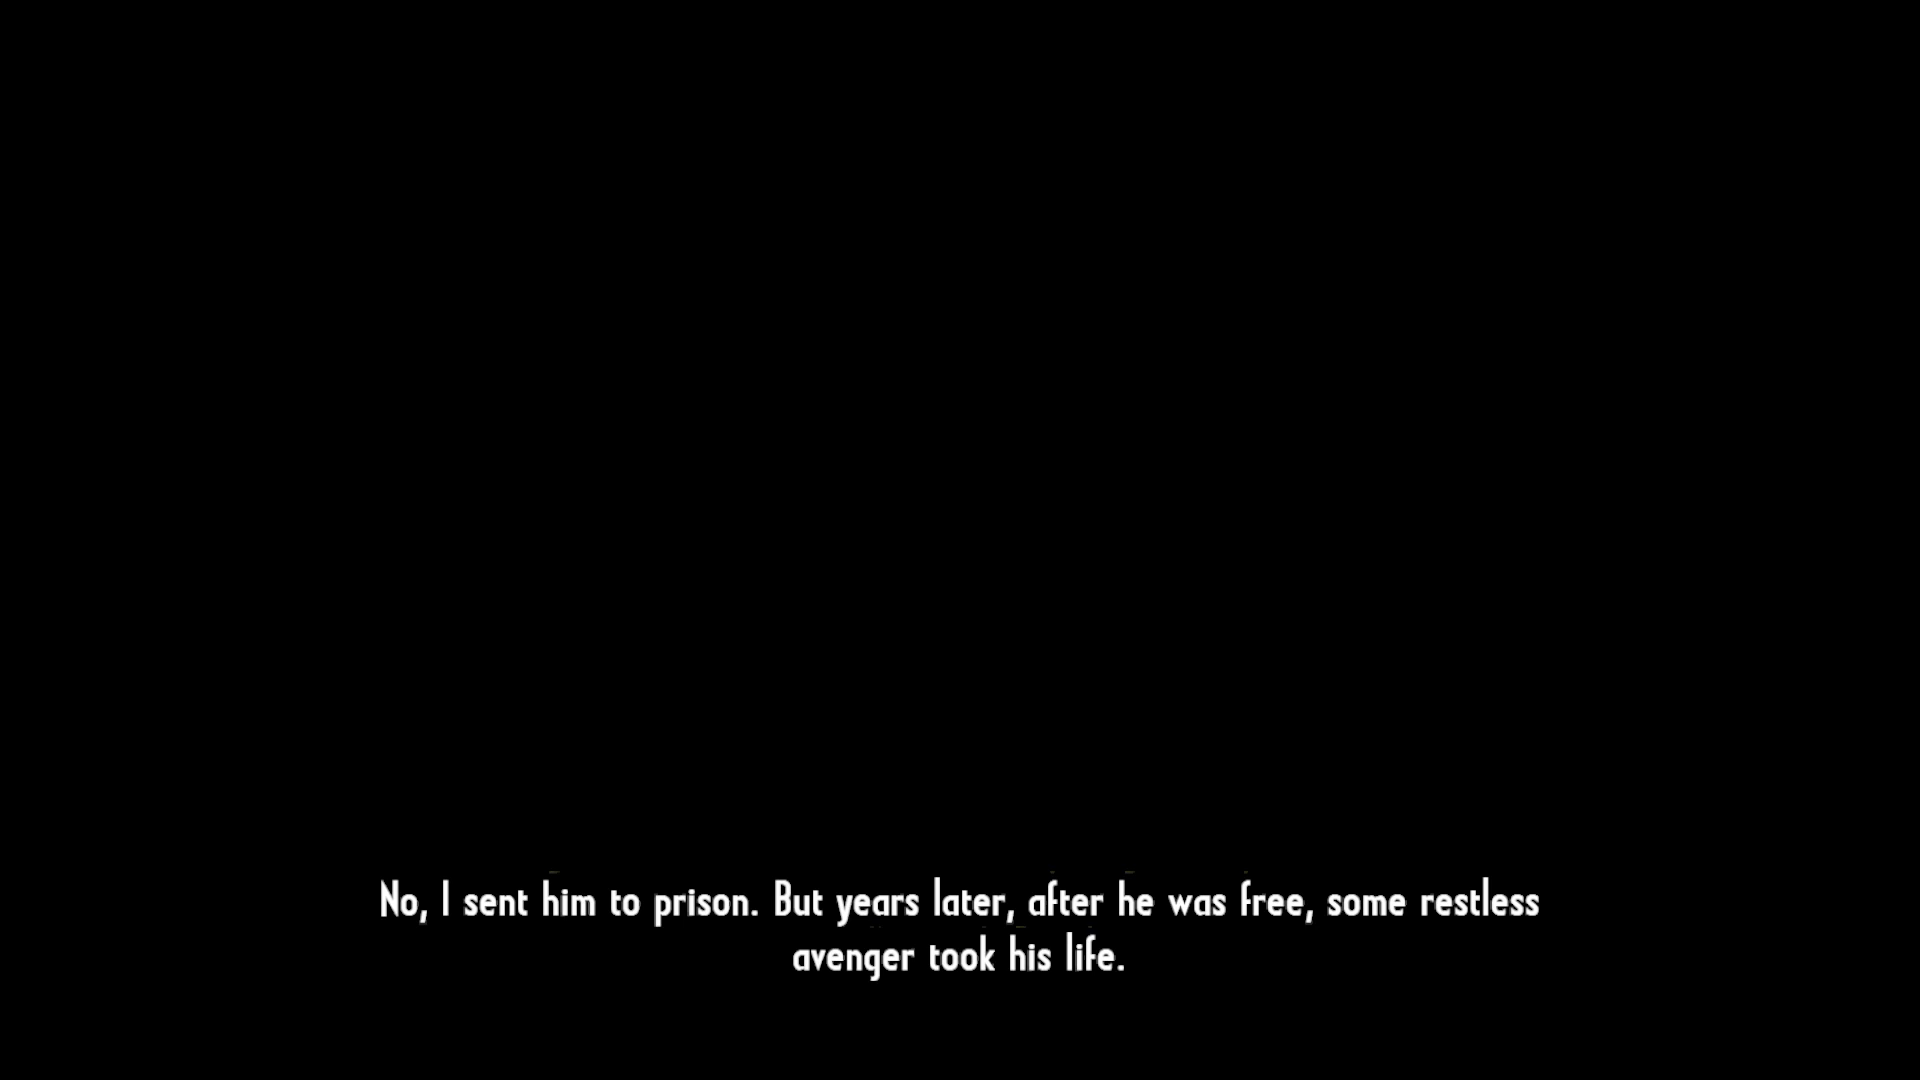 No, I sent him to prison. But years later, after he was free, some restless
avenger took his life.